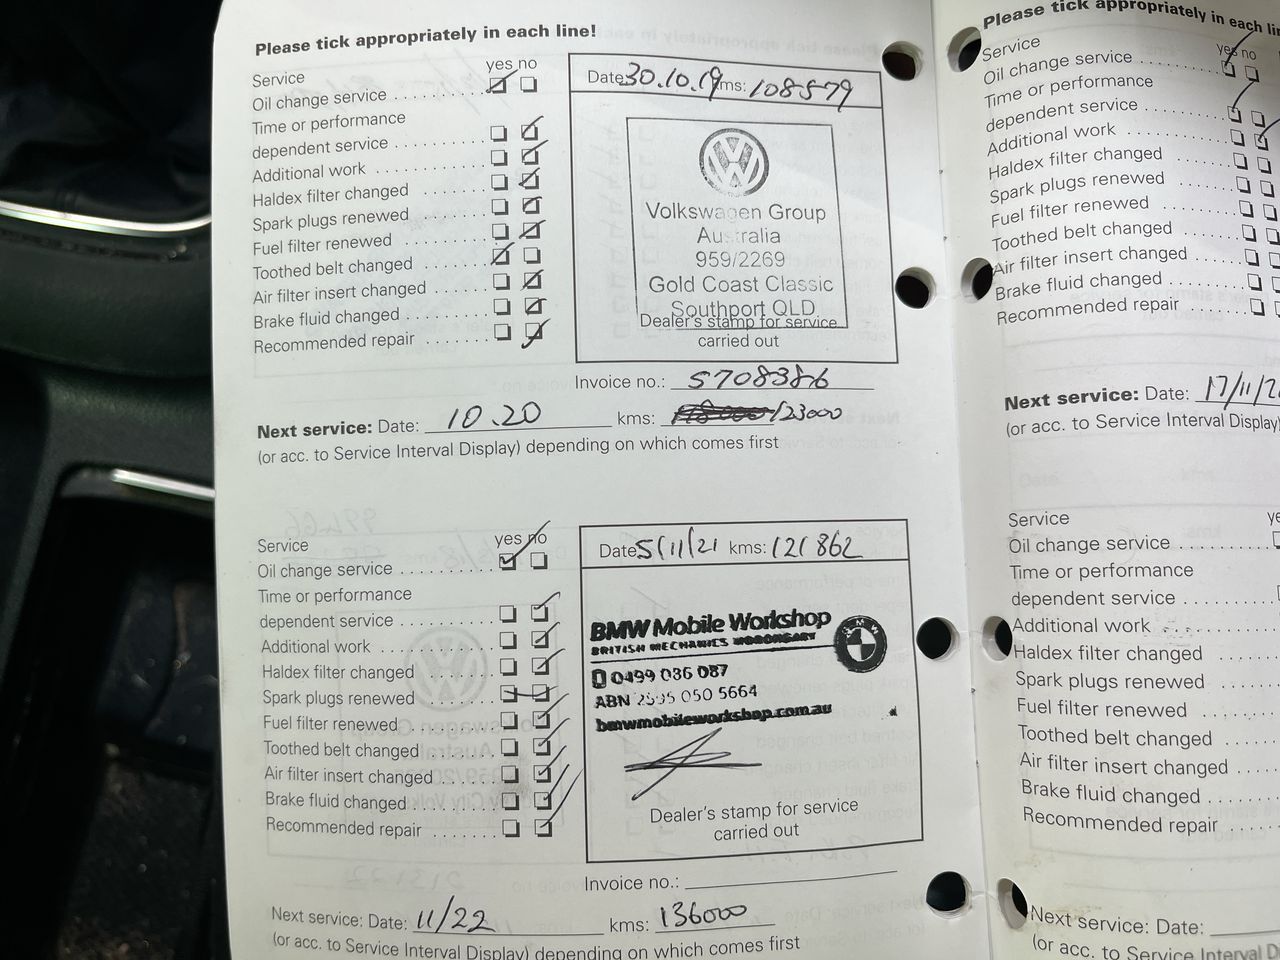 Please tick appropriately in each line!
yes no
Service
Oil change service . . . . . . . . . .
Time or performance
dependent service . . . . . . . . . .
Additional work . . . . . . . . . . . .
Haldex filter changed . . . . . . .
Spark plugs renewed . . . . . . .
Fuel filter renewed . . . . . . . . .
Toothed belt changed . . . . . . .
Air filter insert changed . . . . .
Brake fluid changed . . . . . . . .
Recommended repair . . . . . . .
Date 30.10.19 kms: 108579
Volkswagen Group
Australia
959/2269
Gold Coast Classic
Southport QLD
Dealer's stamp for service
carried out
Invoice no.: 5708386
Next service: Date: 10.20 kms: 123000
(or acc. to Service Interval Display) depending on which comes first
yes no
Service
Oil change service . . . . . . . . . .
Time or performance
dependent service . . . . . . . . . .
Additional work . . . . . . . . . . . .
Haldex filter changed . . . . . . .
Spark plugs renewed . . . . . . .
Fuel filter renewed . . . . . . . . .
Toothed belt changed . . . . . . .
Air filter insert changed . . . . .
Brake fluid changed . . . . . . . .
Recommended repair . . . . . . .
Date 5/11/21 kms: 121862
BMW Mobile Workshop
BRITISH MECHANICS
0499 036 087
ABN 050 5664
bmwmobileworkshop.com.au
Dealer's stamp for service
carried out
Invoice no.:
Next service: Date: 11/22 kms: 136000
(or acc. to Service Interval Display) depending on which comes first
Please tick appropriately in each
yes no
Service
Oil change service . . . . . . . . . .
Time or performance
dependent service . . . . . . . . . .
Additional work . . . . . . . . . . . .
Haldex filter changed . . . . . . .
Spark plugs renewed . . . . . . .
Fuel filter renewed . . . . . . . . .
Toothed belt changed . . . . . . .
Air filter insert changed . . . . .
Brake fluid changed . . . . . . . .
Recommended repair . . . . . . .
Next service: Date: 17/11/2
(or acc. to Service Interval Display)
Service
Oil change service . . . . . . . . . .
Time or performance
dependent service . . . . . . . . . .
Additional work . . . . . . . . . . . .
Haldex filter changed . . . . . . .
Spark plugs renewed . . . . . . .
Fuel filter renewed . . . . . . . . .
Toothed belt changed . . . . . . .
Air filter insert changed . . . . .
Brake fluid changed . . . . . . . .
Recommended repair . . . . . . .
Next service: Date:
(or acc. to Service Interval D